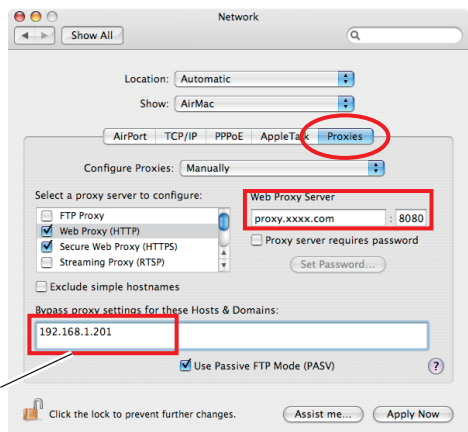 Network
Show All
Location: Automatic
Show: AirMac
AirPort TCP/IP PPPoE AppleTalk Proxies
Configure Proxies: Manually
Select a proxy server to configure: Web Proxy Server
FTP Proxy
proxy.xxxx.com : 8080
Web Proxy (HTTP)
Secure Web Proxy (HTTPS) Proxy server requires password
Streaming Proxy (RTSP) Set Password...
Exclude simple hostnames
Bypass proxy settings for these Hosts & Domains:
192.168.1.201
Use Passive FTP Mode (PASV) ?
Click the lock to prevent further changes. Assist me... Apply Now